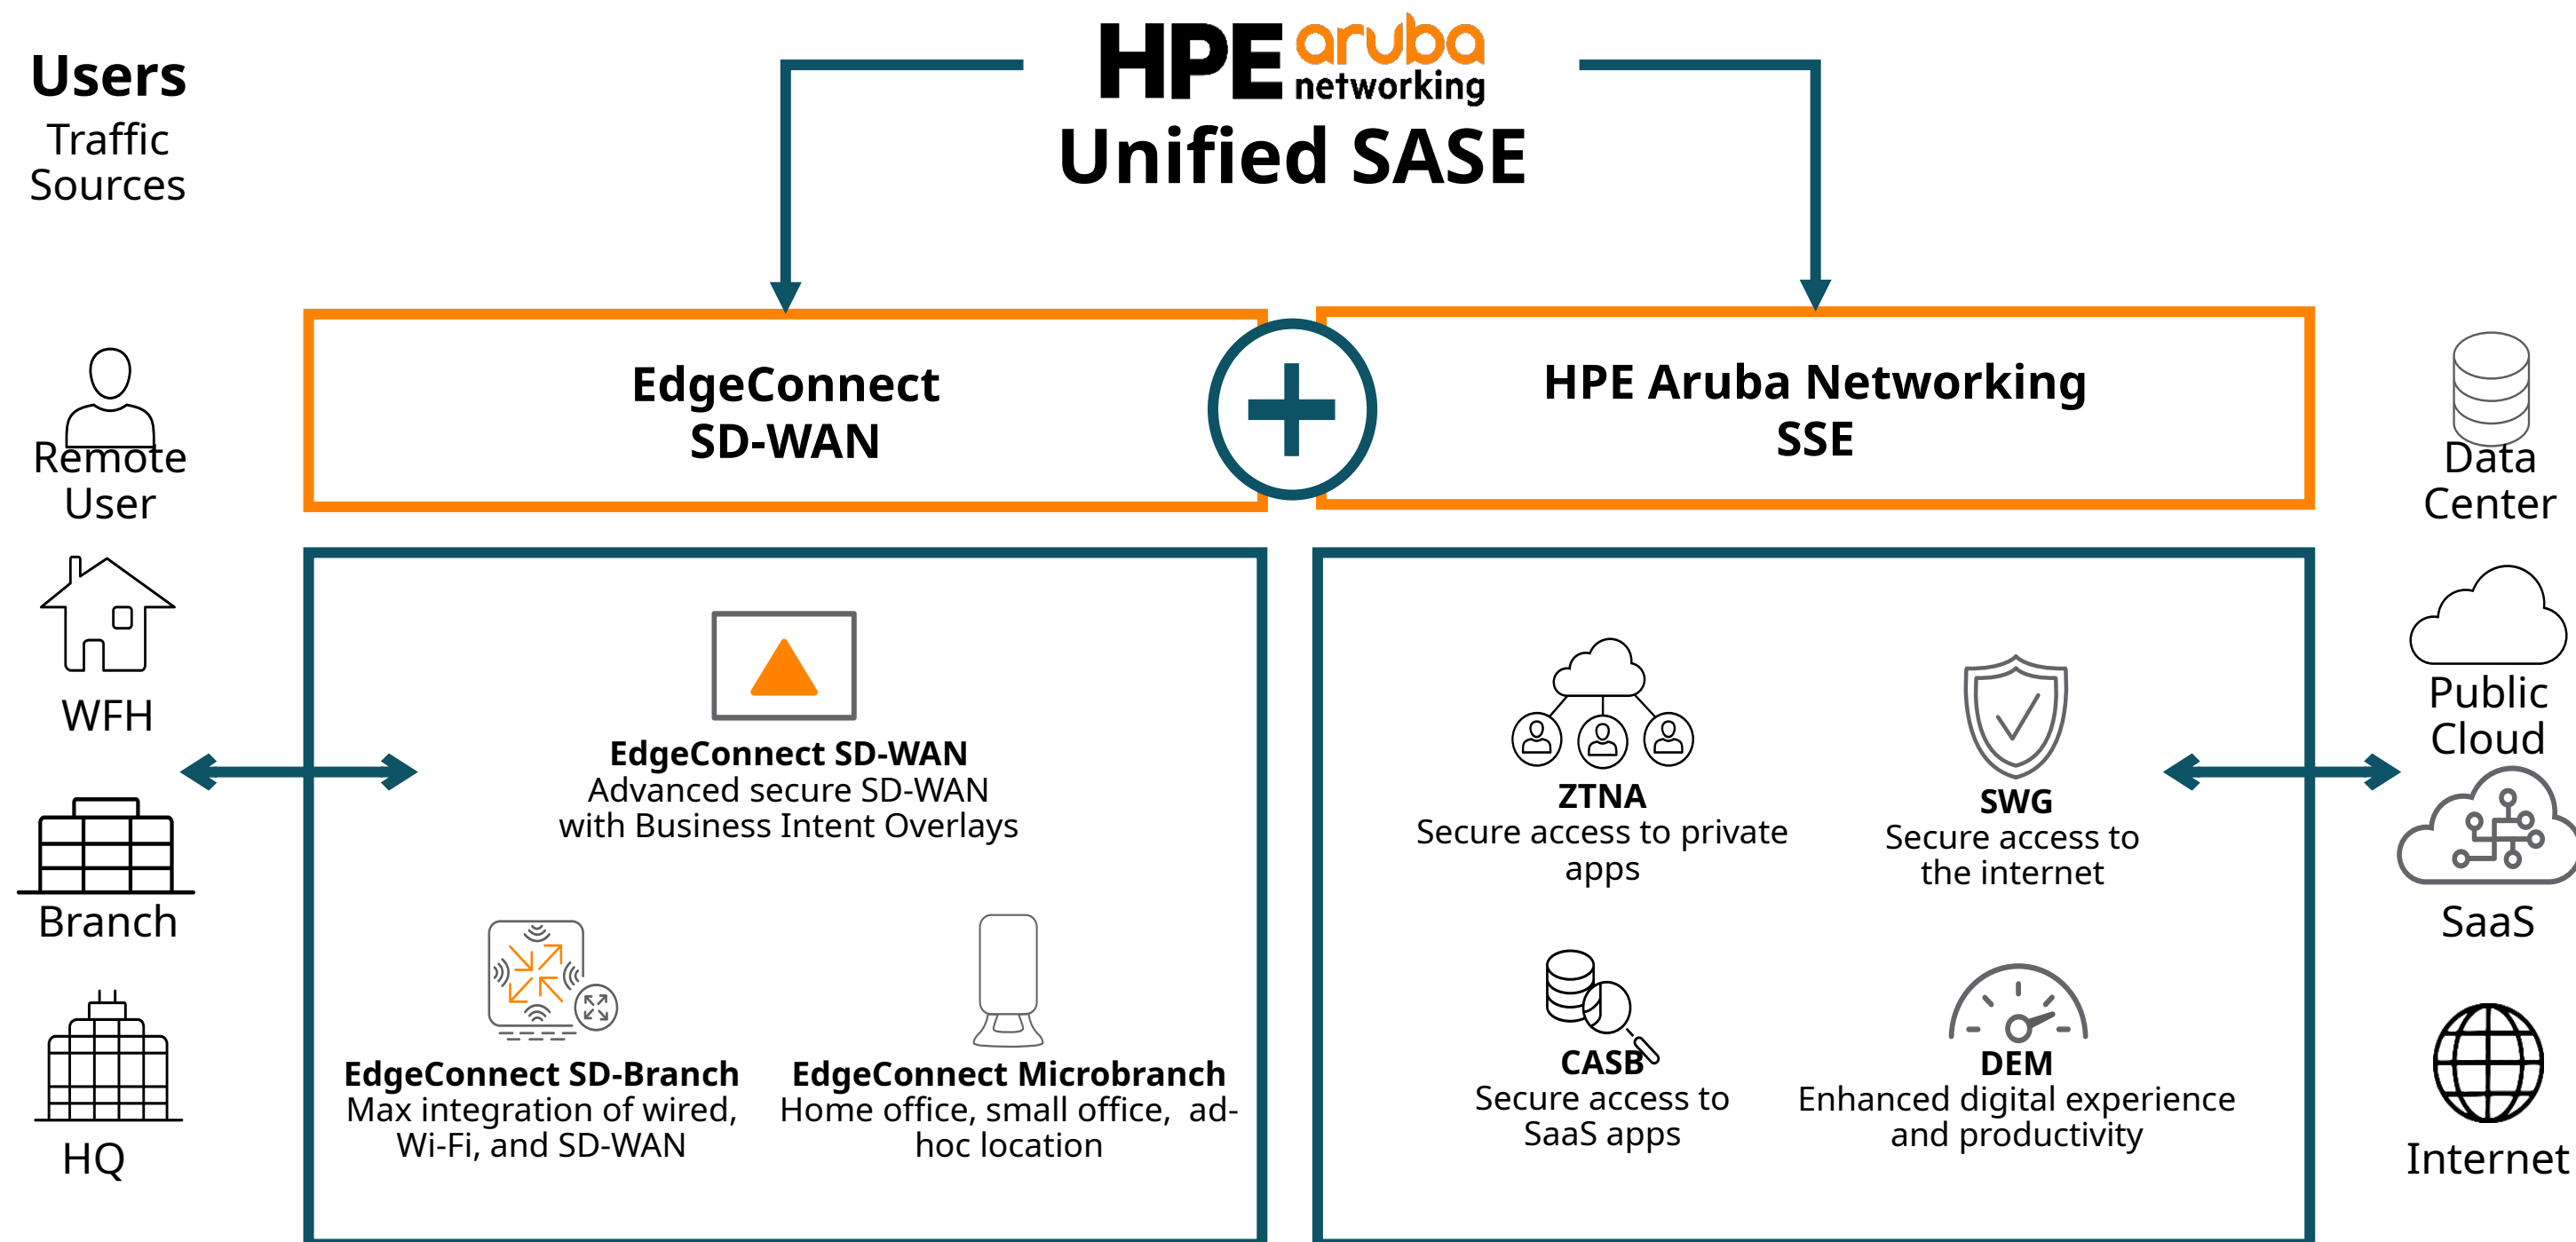 Users
Traffic
Sources
HPE aruba
networking
Unified SASE
EdgeConnect
SD-WAN
HPE Aruba Networking
SSE
Remote
User
WFH
Branch
HQ
EdgeConnect SD-WAN
Advanced secure SD-WAN
with Business Intent Overlays
EdgeConnect SD-Branch
Max integration of wired,
Wi-Fi, and SD-WAN
EdgeConnect Microbranch
Home office, small office, ad-
hoc location
ZTNA
Secure access to private
apps
SWG
Secure access to
the internet
CASB
Secure access to
SaaS apps
DEM
Enhanced digital experience
and productivity
Data
Center
Public
Cloud
SaaS
Internet